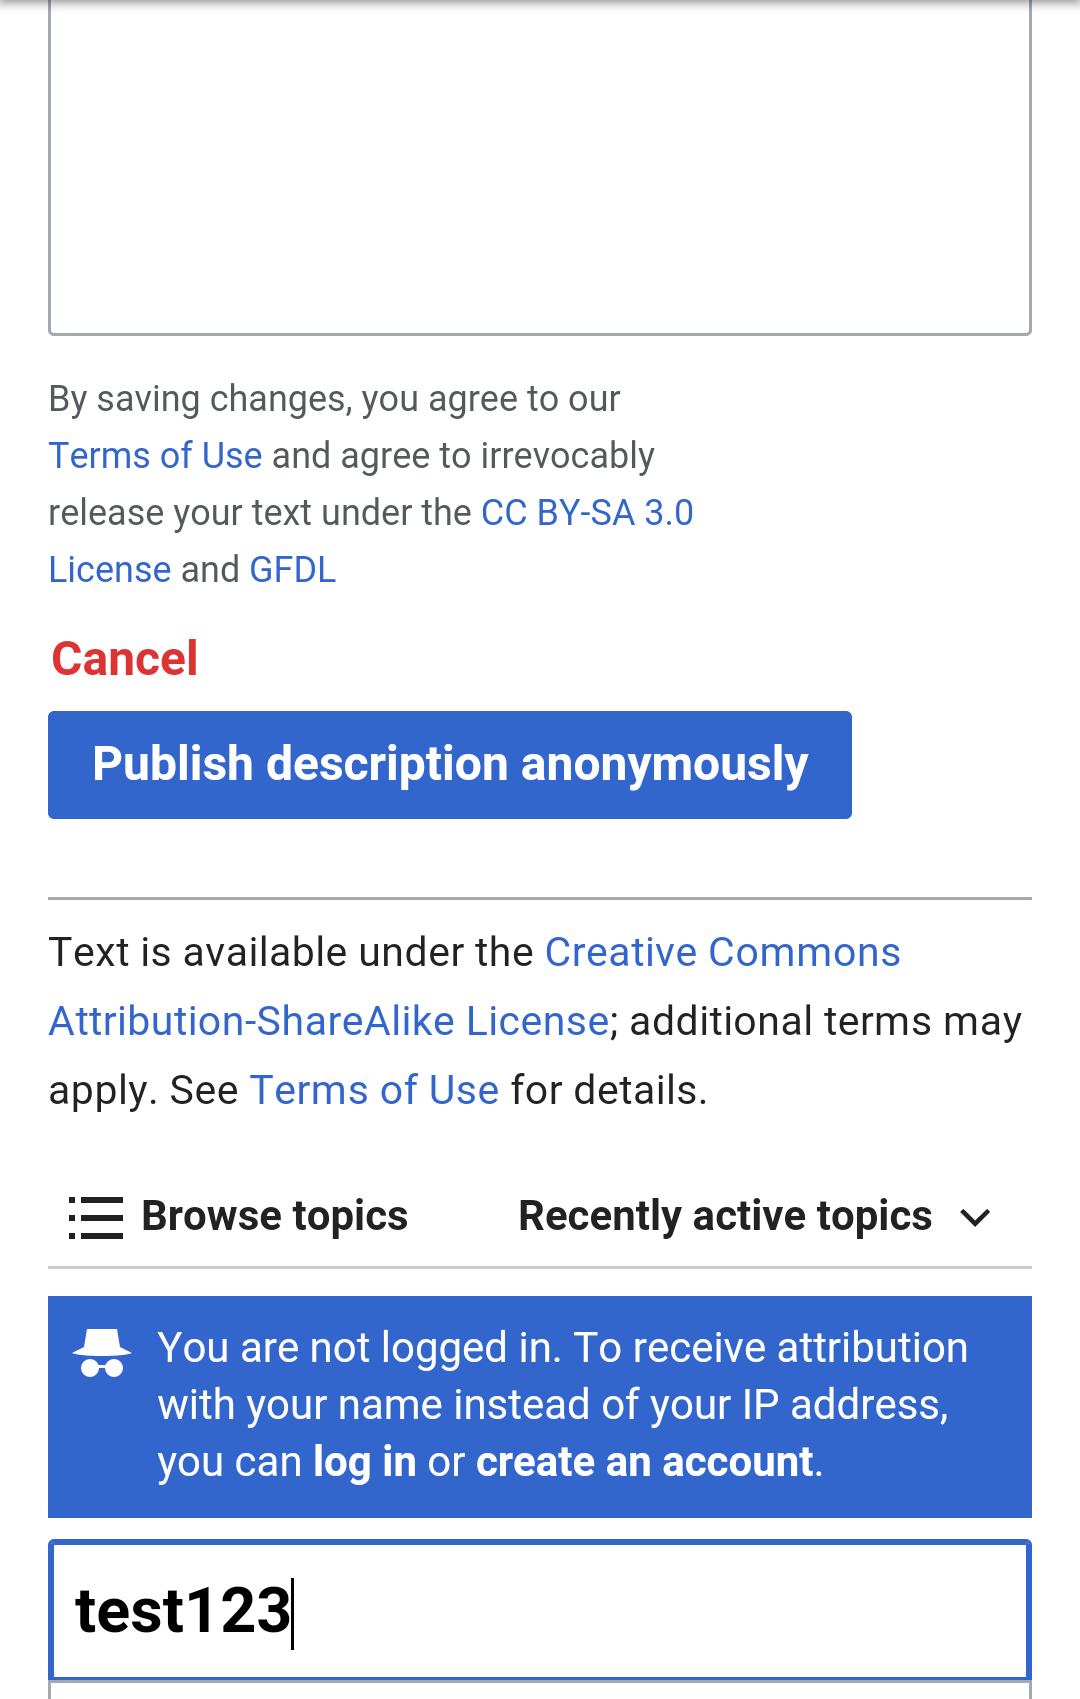 By saving changes, you agree to our
Terms of Use and agree to irrevocably
release your text under the CC BY-SA 3.0
License and GFDL
Cancel
Publish description anonymously
Text is available under the Creative Commons
Attribution-ShareAlike License; additional terms may
apply. See Terms of Use for details.
Browse topics
Recently active topics
You are not logged in. To receive attribution
with your name instead of your IP address,
you can log in or create an account.
test123